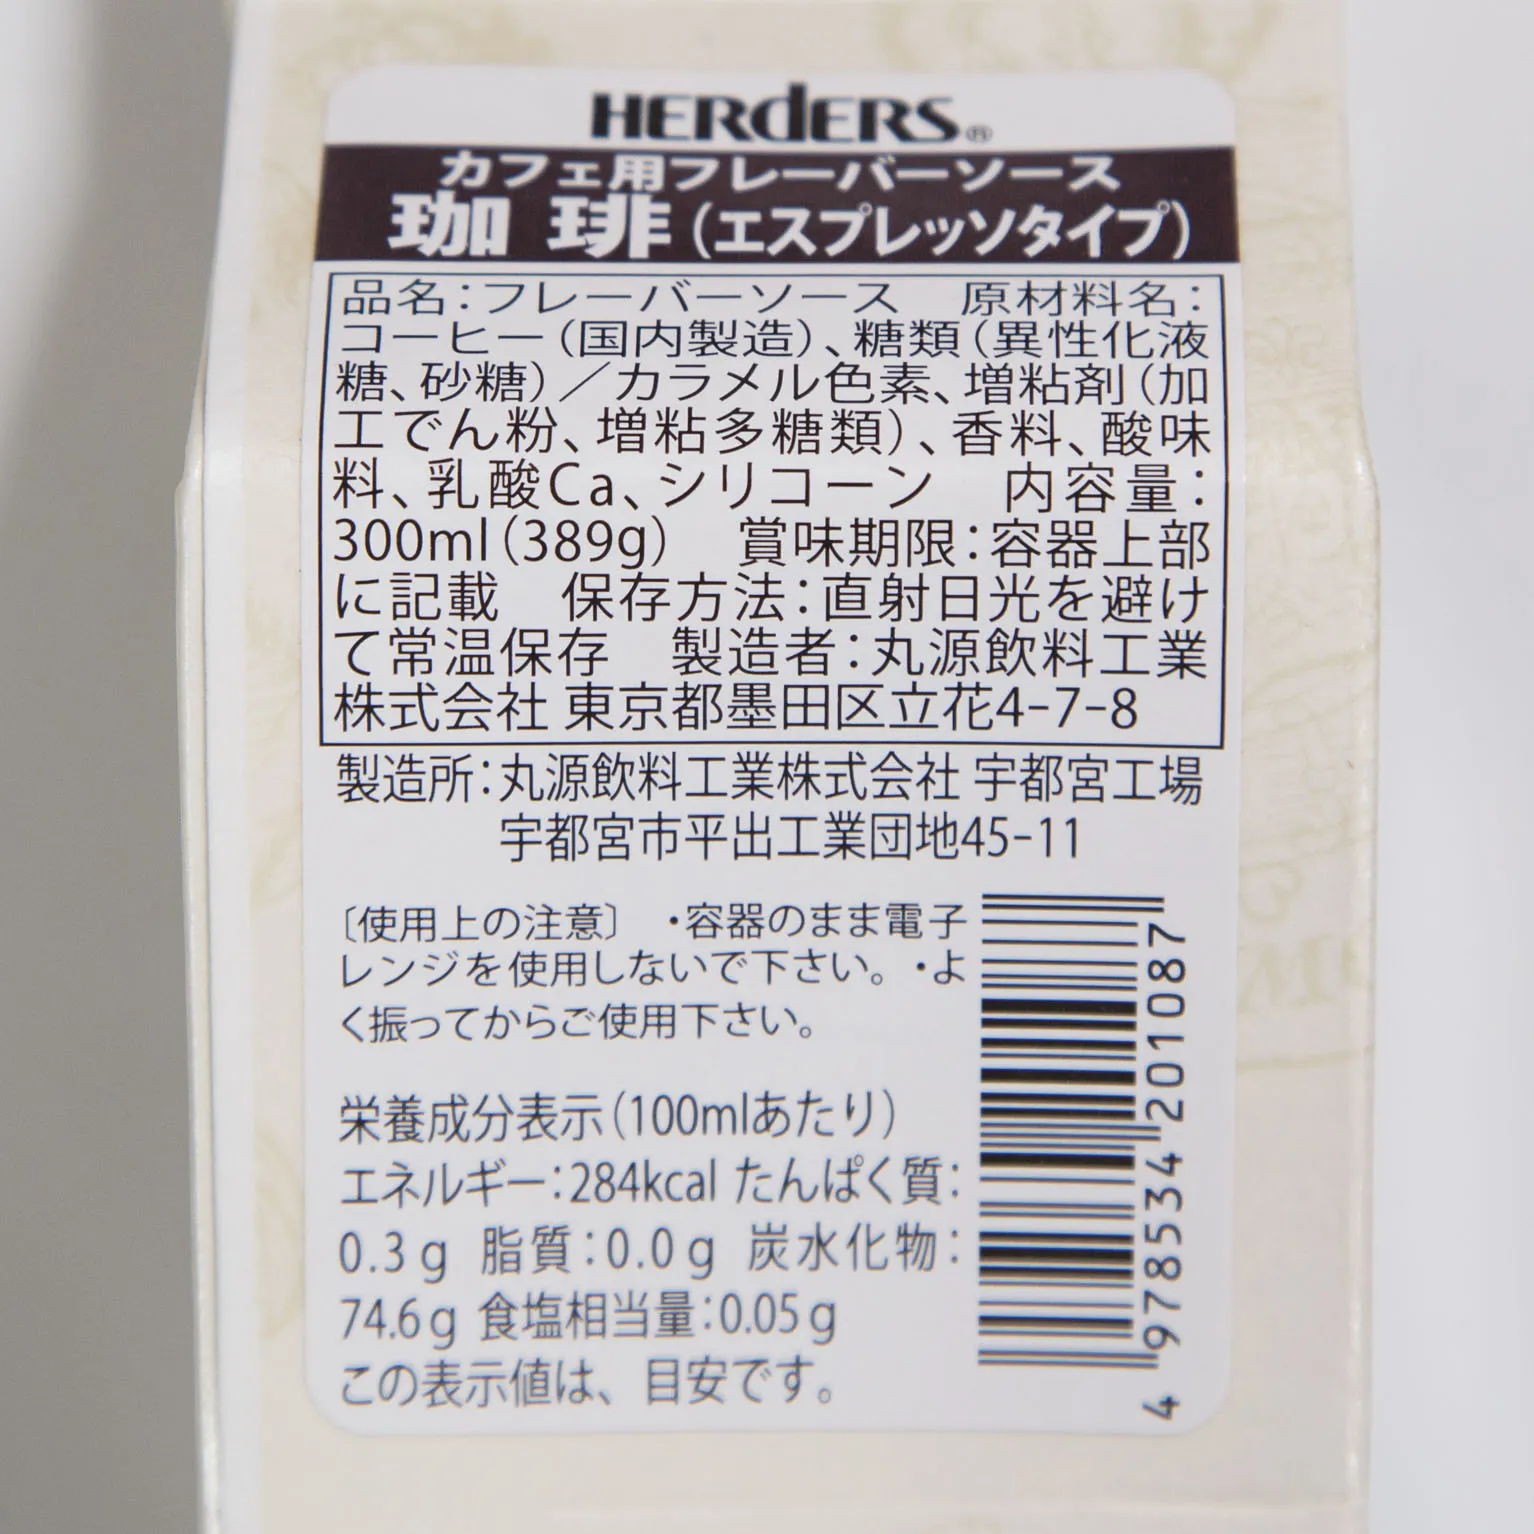 HERdERS®
カフェ用フレーバーソース
珈琲(エスプレッソタイプ)
品名:フレーバーソース 原材料名:
コーヒー(国内製造)、糖類(異性化液
糖、砂糖)/カラメル色素、増粘剤(加
工でん粉、増粘多糖類)、香料、酸味
料、乳酸Ca、シリコーン 内容量:
300ml(389g) 賞味期限:容器上部
に記載 保存方法:直射日光を避け
て常温保存 製造者:丸源飲料工業
株式会社 東京都墨田区立花4-7-8
製造所:丸源飲料工業株式会社 宇都宮工場
宇都宮市平出工業団地45-11
〔使用上の注意〕 ・容器のまま電子
レンジを使用しないで下さい。・よ
く振ってからご使用下さい。
栄養成分表示(100mlあたり)
エネルギー:284kcal たんぱく質:
0.3g 脂質:0.0g 炭水化物:
74.6g 食塩相当量:0.05g
この表示値は、目安です。
4978534201087